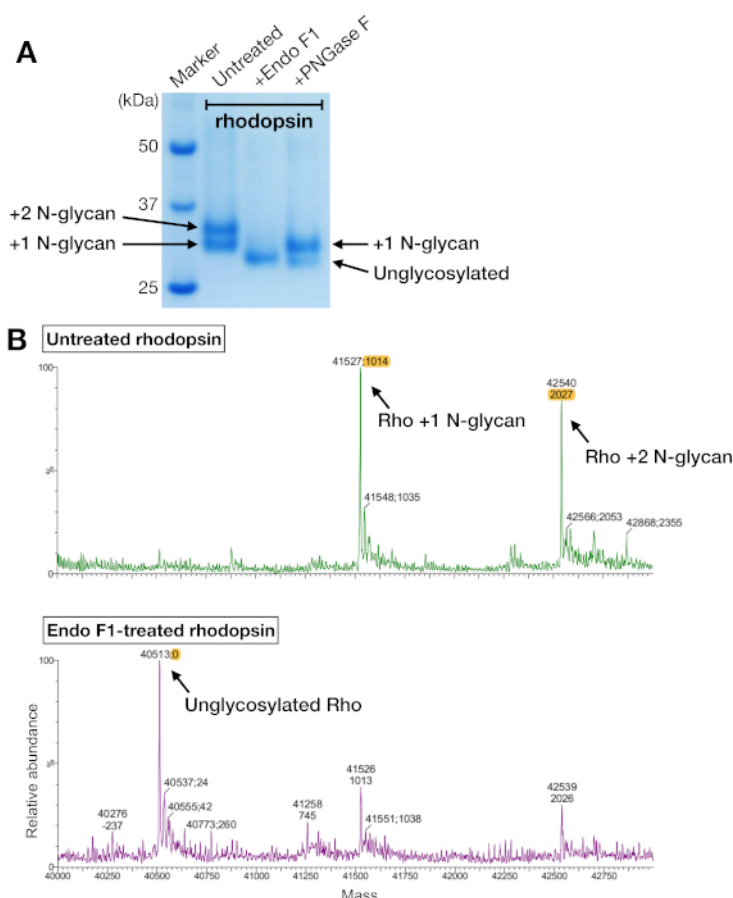 A
Marker
Untreated
+Endo F1
+PNGase F
(kDa)
rhodopsin
50
37
+2 N-glycan
+1 N-glycan
+1 N-glycan
Unglycosylated
25
B
Untreated rhodopsin
100
41527;1014
42540
2027
Rho +1 N-glycan
Rho +2 N-glycan
%
41548;1035
42566;2053
42868;2355
0
Endo F1-treated rhodopsin
100
40513;0
Unglycosylated Rho
Relative abundance
%
40276
-237
40537;24
40555;42
40773;260
41258
745
41526
1013
41551;1038
42539
2026
0
40000 40250 40500 40750 41000 41250 41500 41750 42000 42250 42500 42750
Mass